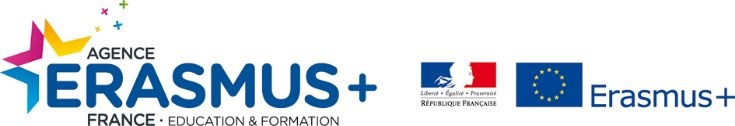 AGENCE
ERASMUS+
FRANCE • EDUCATION & FORMATION
Liberté • Égalité • Fraternité
RÉPUBLIQUE FRANÇAISE
Erasmus+